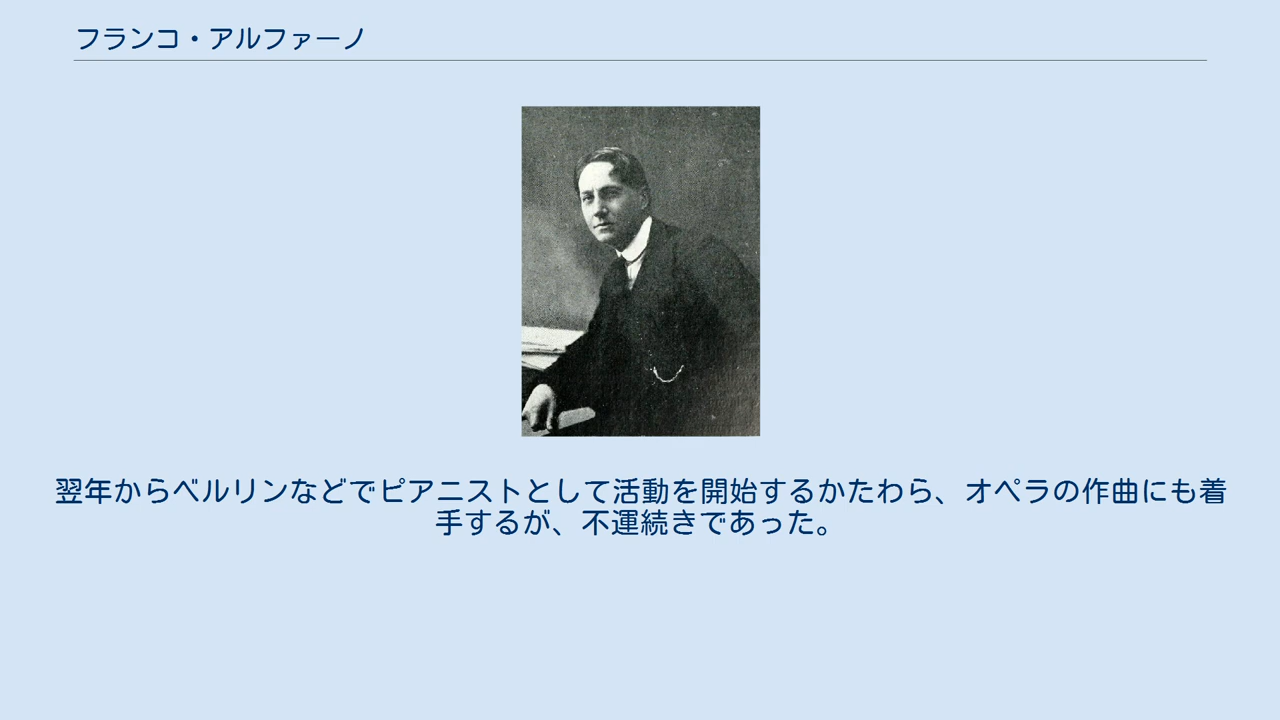 フランコ・アルファーノ
翌年からベルリンなどでピアニストとして活動を開始するかたわら、オペラの作曲にも着
手するが、不運続きであった。